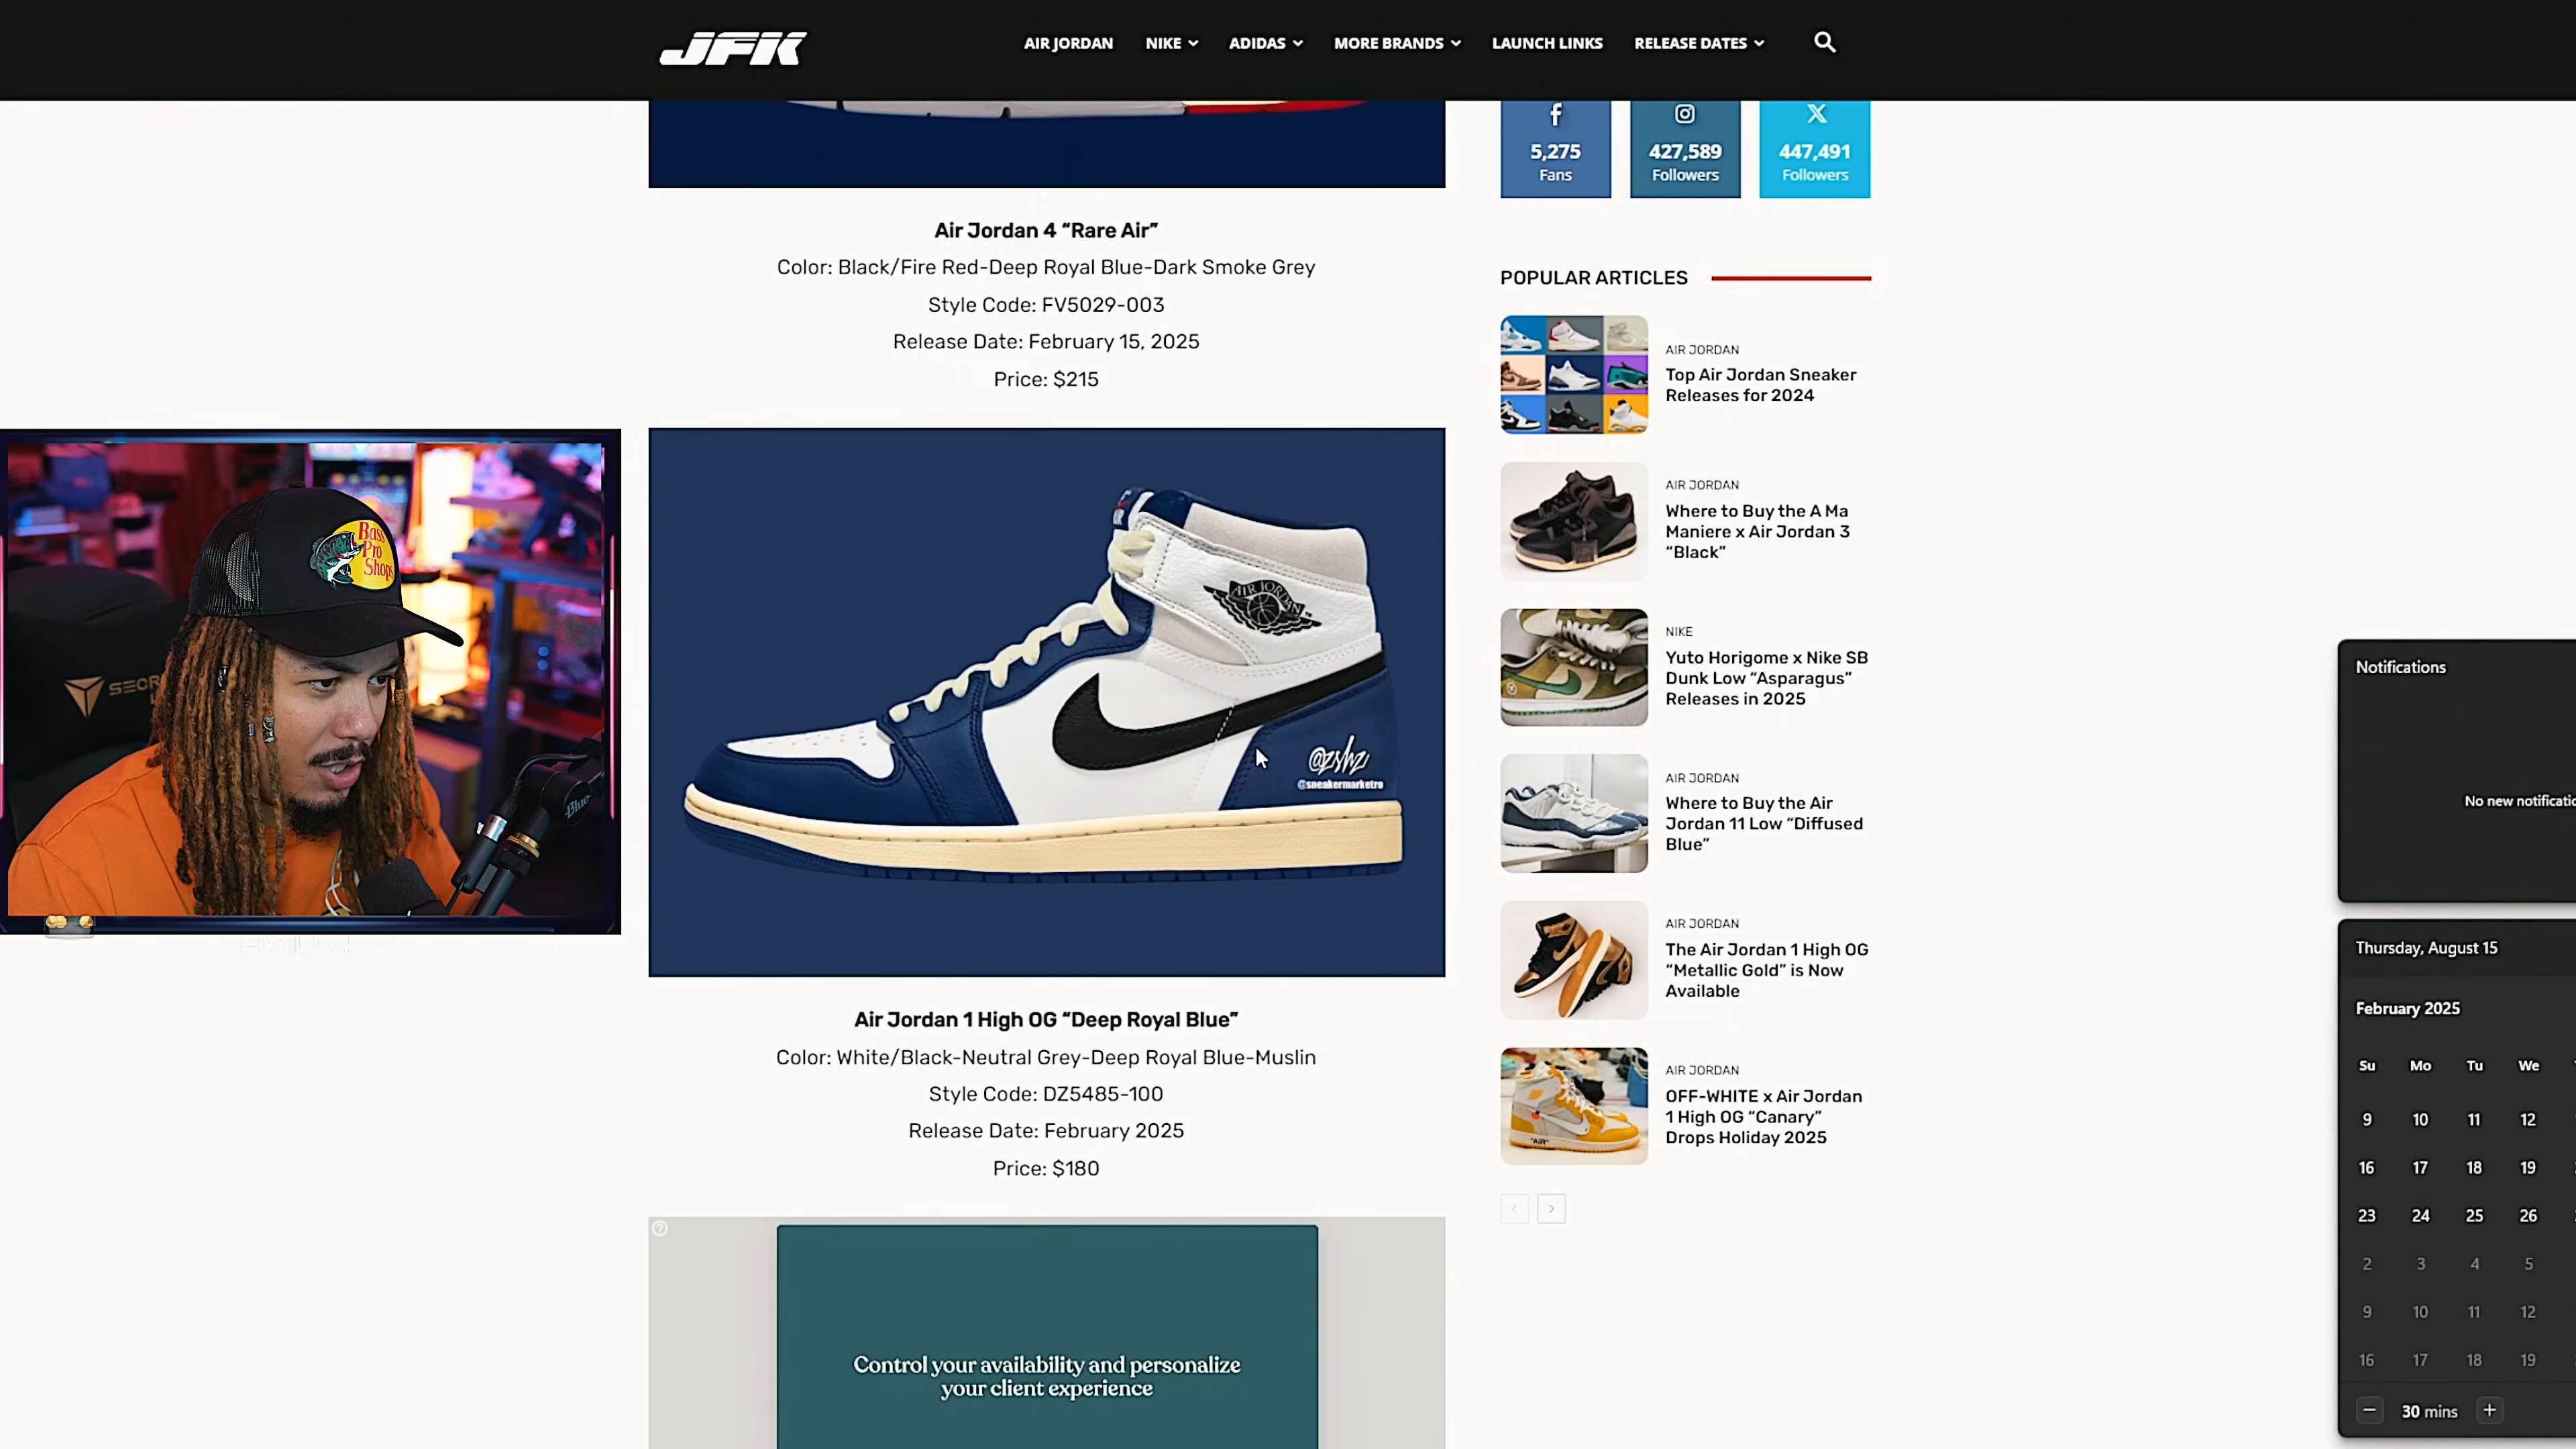 JFK
AIR JORDAN
NIKE
ADIDAS
MORE BRANDS
LAUNCH LINKS
RELEASE DATES
5,275
Fans
427,589
Followers
447,491
Followers
Air Jordan 4 “Rare Air”
Color: Black/Fire Red-Deep Royal Blue-Dark Smoke Grey
Style Code: FV5029-003
Release Date: February 15, 2025
Price: $215
Bass
Pro
Shops
SECR
Blue
AIR JORDAN
@zshz
@sneakermarketro
Air Jordan 1 High OG “Deep Royal Blue”
Color: White/Black-Neutral Grey-Deep Royal Blue-Muslin
Style Code: DZ5485-100
Release Date: February 2025
Price: $180
Control your availability and personalize
your client experience
POPULAR ARTICLES
AIR JORDAN
Top Air Jordan Sneaker
Releases for 2024
AIR JORDAN
Where to Buy the A Ma
Maniere x Air Jordan 3
“Black”
NIKE
Yuto Horigome x Nike SB
Dunk Low “Asparagus”
Releases in 2025
AIR JORDAN
Where to Buy the Air
Jordan 11 Low “Diffused
Blue”
AIR JORDAN
The Air Jordan 1 High OG
“Metallic Gold” is Now
Available
AIR JORDAN
OFF-WHITE x Air Jordan
1 High OG “Canary”
Drops Holiday 2025
Notifications
No new notificatio
Thursday, August 15
February 2025
Su Mo Tu We
9 10 11 12
16 17 18 19
23 24 25 26
2 3 4 5
9 10 11 12
16 17 18 19
30 mins